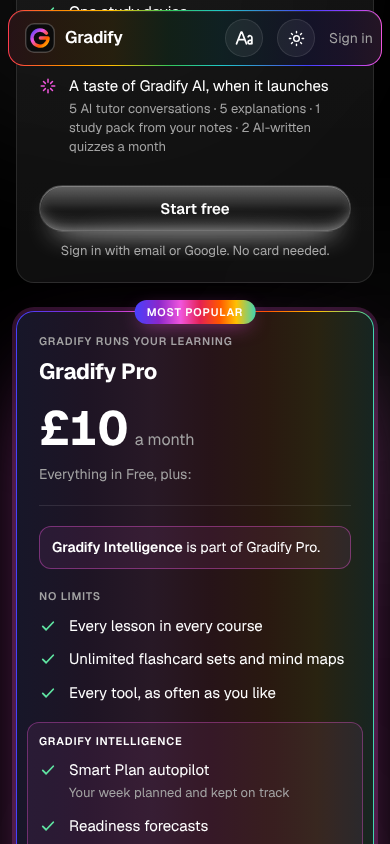 One study device
Gradify
Aa
Sign in
A taste of Gradify AI, when it launches
5 AI tutor conversations · 5 explanations · 1
study pack from your notes · 2 AI-written
quizzes a month
Start free
Sign in with email or Google. No card needed.
MOST POPULAR
GRADIFY RUNS YOUR LEARNING
Gradify Pro
£10 a month
Everything in Free, plus:
Gradify Intelligence is part of Gradify Pro.
NO LIMITS
Every lesson in every course
Unlimited flashcard sets and mind maps
Every tool, as often as you like
GRADIFY INTELLIGENCE
Smart Plan autopilot
Your week planned and kept on track
Readiness forecasts